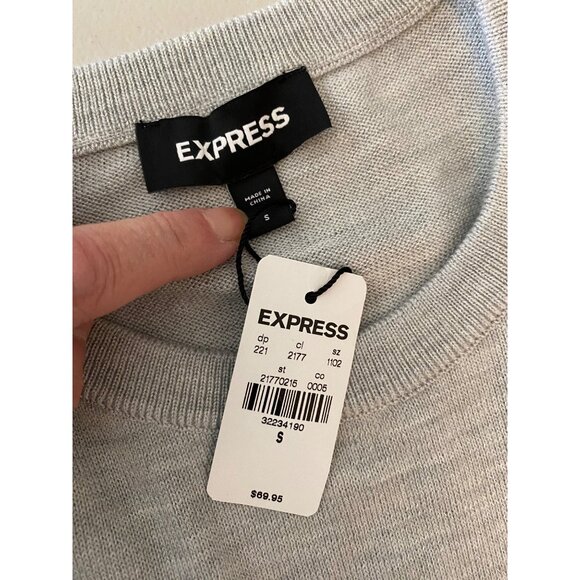 EXPRESS
MADE IN
CHINA
S
EXPRESS
dp cl sz
221 2177 1102
st co
21770215 0005
32234190
S
$69.95